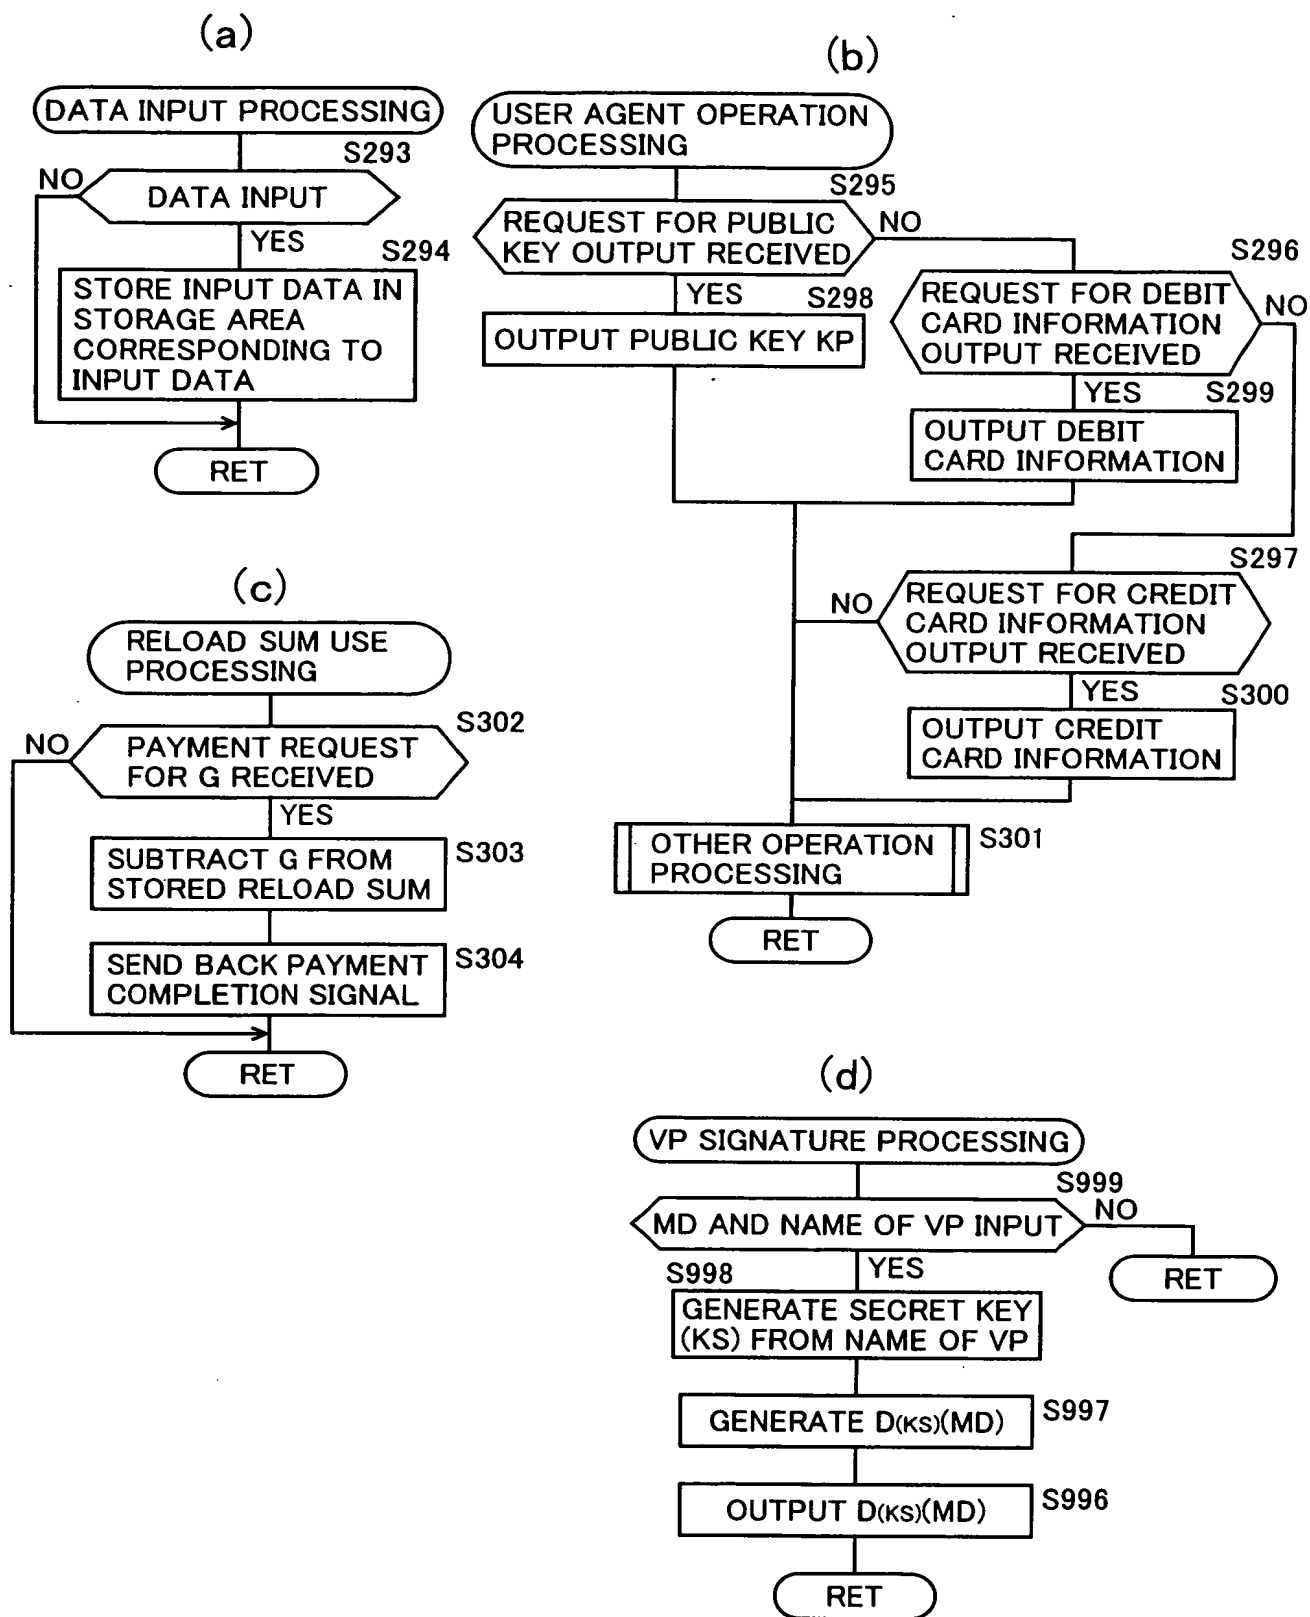 (a)
DATA INPUT PROCESSING
S293
NO
DATA INPUT
YES
S294
STORE INPUT DATA IN
STORAGE AREA
CORRESPONDING TO
INPUT DATA
RET
(b)
USER AGENT OPERATION
PROCESSING
S295
REQUEST FOR PUBLIC
KEY OUTPUT RECEIVED
NO
YES
S298
OUTPUT PUBLIC KEY KP
S296
REQUEST FOR DEBIT
CARD INFORMATION
OUTPUT RECEIVED
NO
YES
S299
OUTPUT DEBIT
CARD INFORMATION
S297
REQUEST FOR CREDIT
CARD INFORMATION
OUTPUT RECEIVED
NO
YES
S300
OUTPUT CREDIT
CARD INFORMATION
OTHER OPERATION
PROCESSING
S301
RET
(c)
RELOAD SUM USE
PROCESSING
S302
NO
PAYMENT REQUEST
FOR G RECEIVED
YES
SUBTRACT G FROM
STORED RELOAD SUM
S303
SEND BACK PAYMENT
COMPLETION SIGNAL
S304
RET
(d)
VP SIGNATURE PROCESSING
S999
MD AND NAME OF VP INPUT
NO
RET
YES
S998
GENERATE SECRET KEY
(KS) FROM NAME OF VP
GENERATE D(KS)(MD)
S997
OUTPUT D(KS)(MD)
S996
RET